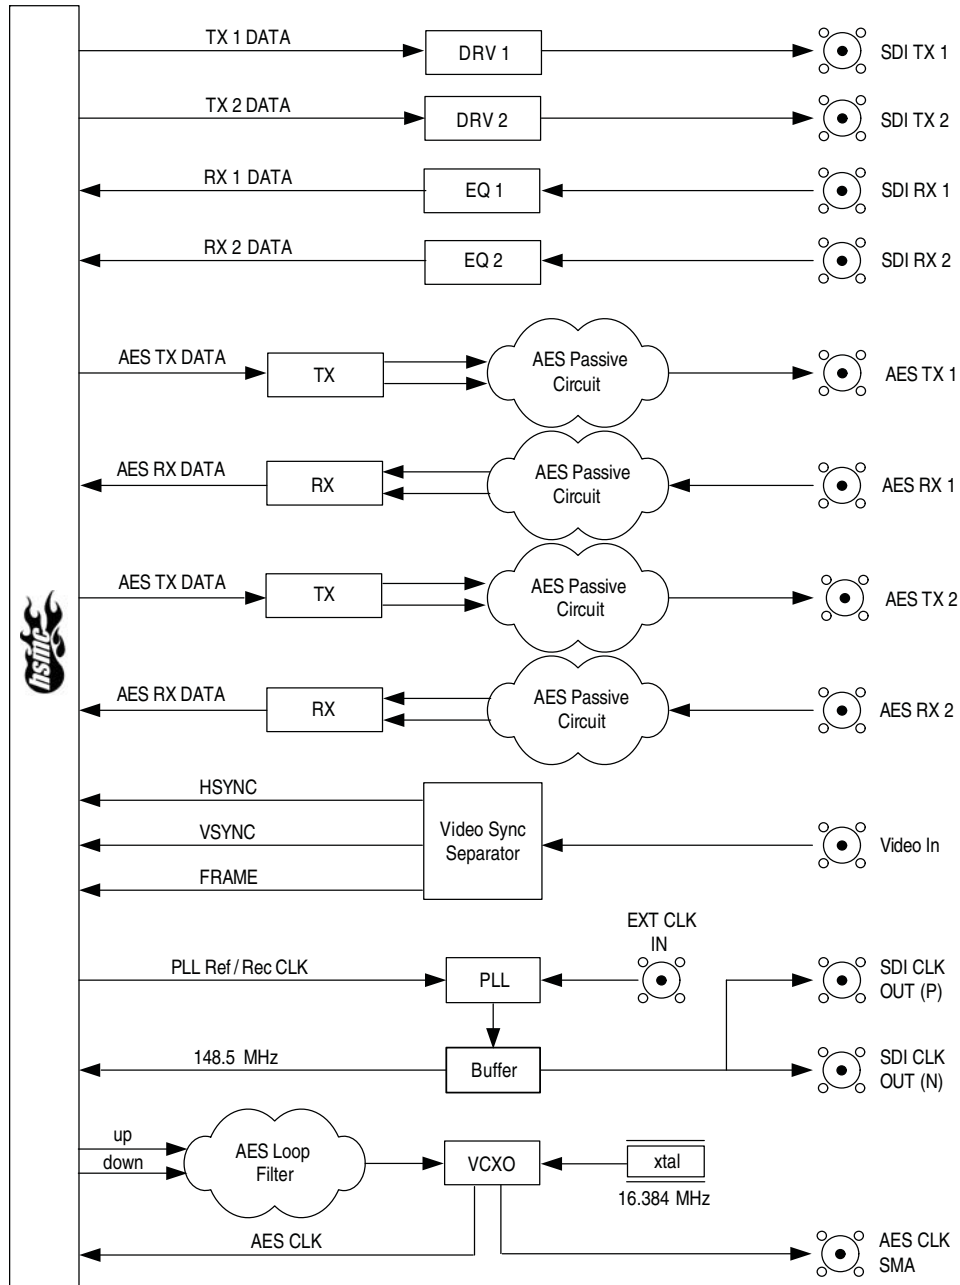 TX 1 DATA
DRV 1
SDI TX 1
TX 2 DATA
DRV 2
SDI TX 2
RX 1 DATA
EQ 1
SDI RX 1
RX 2 DATA
EQ 2
SDI RX 2
AES TX DATA
TX
AES Passive
Circuit
AES TX 1
AES RX DATA
RX
AES Passive
Circuit
AES RX 1
AES TX DATA
TX
AES Passive
Circuit
AES TX 2
hsmc
AES RX DATA
RX
AES Passive
Circuit
AES RX 2
HSYNC
VSYNC
FRAME
Video Sync
Separator
Video In
EXT CLK
IN
PLL Ref / Rec CLK
PLL
SDI CLK
OUT (P)
148.5 MHz
Buffer
SDI CLK
OUT (N)
up
down
AES Loop
Filter
VCXO
xtal
16.384 MHz
AES CLK
AES CLK
SMA